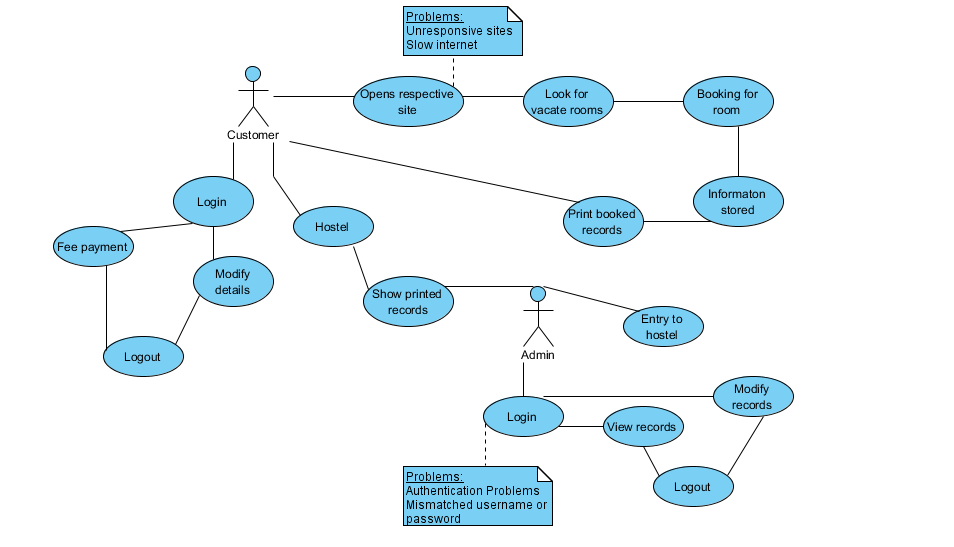 Problems:
Unresponsive sites
Slow internet
Opens respective
site
Look for
vacate rooms
Booking for
room
Customer
Login
Informaton
stored
Print booked
records
Hostel
Fee payment
Modify
details
Show printed
records
Entry to
hostel
Logout
Admin
Modify
records
Login
View records
Logout
Problems:
Authentication Problems
Mismatched username or
password